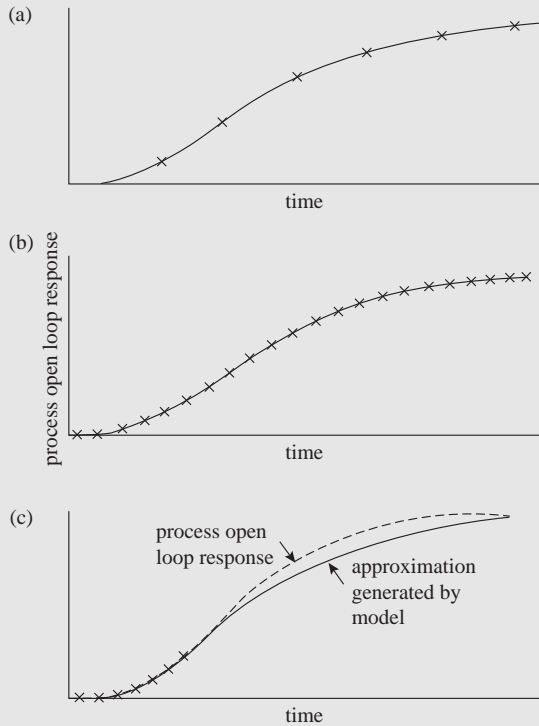 (a)
time
(b)
process open loop response
time
(c)
process open
loop response
approximation
generated by
model
time